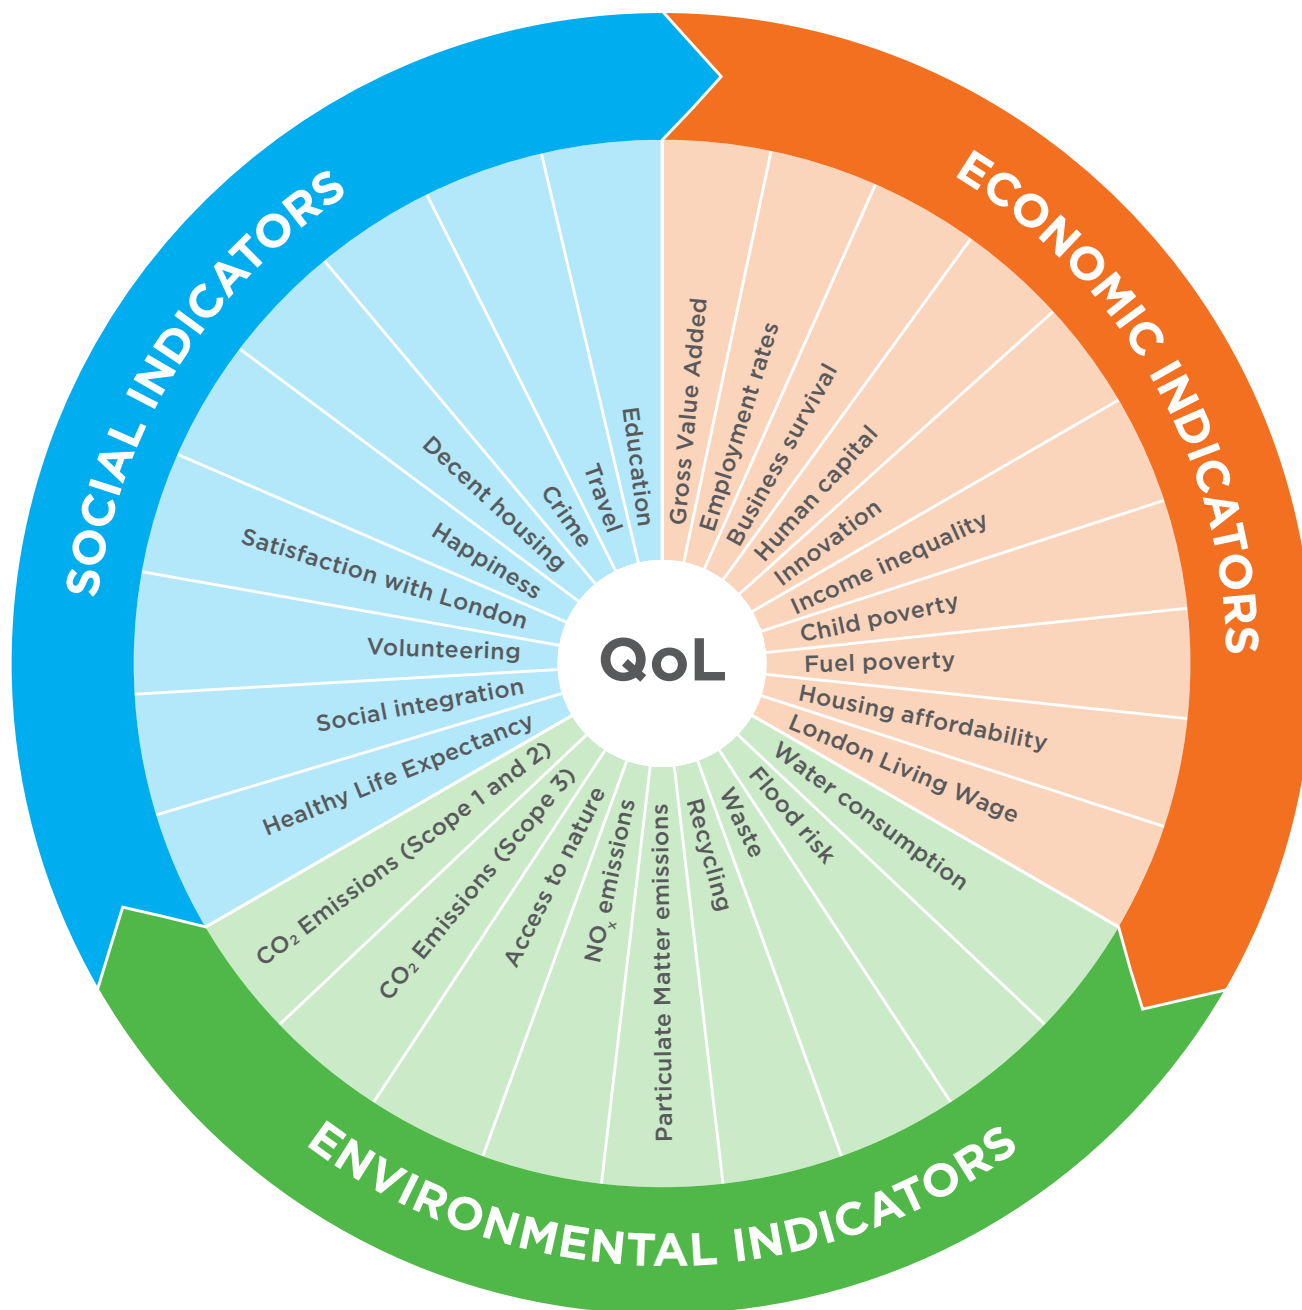 SOCIAL INDICATORS
ECONOMIC INDICATORS
ENVIRONMENTAL INDICATORS
QoL
Gross Value Added
Employment rates
Business survival
Human capital
Innovation
Income inequality
Child poverty
Fuel poverty
Housing affordability
London Living Wage
Water consumption
Flood risk
Waste
Recycling
Particulate Matter emissions
NOₓ emissions
Access to nature
CO₂ Emissions (Scope 3)
CO₂ Emissions (Scope 1 and 2)
Healthy Life Expectancy
Social integration
Volunteering
Satisfaction with London
Happiness
Decent housing
Crime
Travel
Education